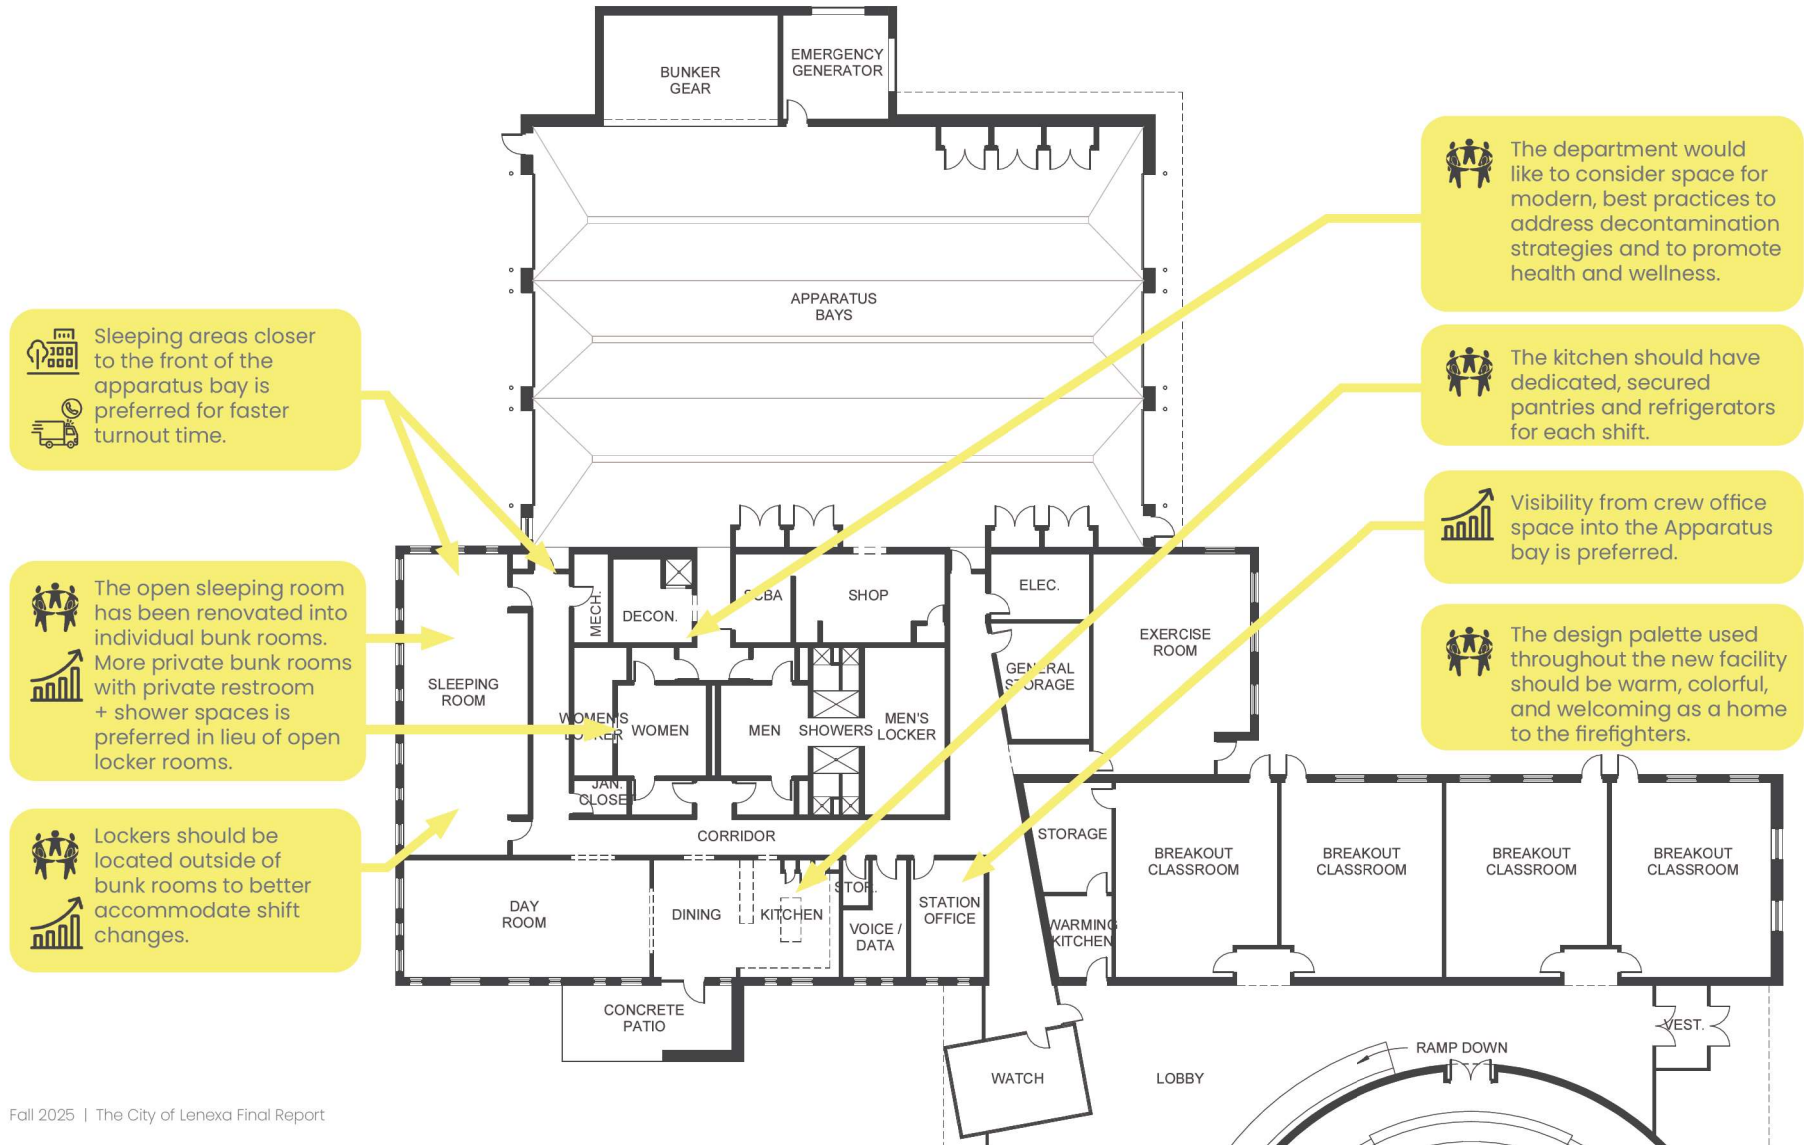 BUNKER
GEAR
EMERGENCY
GENERATOR
APPARATUS
BAYS
The department would
like to consider space for
modern, best practices to
address decontamination
strategies and to promote
health and wellness.
Sleeping areas closer
to the front of the
apparatus bay is
preferred for faster
turnout time.
The kitchen should have
dedicated, secured
pantries and refrigerators
for each shift.
Visibility from crew office
space into the Apparatus
bay is preferred.
The open sleeping room
has been renovated into
individual bunk rooms.
More private bunk rooms
with private restroom
+ shower spaces is
preferred in lieu of open
locker rooms.
The design palette used
throughout the new facility
should be warm, colorful,
and welcoming as a home
to the firefighters.
Lockers should be
located outside of
bunk rooms to better
accommodate shift
changes.
MECH.
DECON.
SCBA
SHOP
ELEC.
EXERCISE
ROOM
GENERAL
STORAGE
SLEEPING
ROOM
WOMEN'S
LOCKER
WOMEN
MEN
SHOWERS
MEN'S
LOCKER
JAN.
CLOSET
CORRIDOR
STORAGE
BREAKOUT
CLASSROOM
BREAKOUT
CLASSROOM
BREAKOUT
CLASSROOM
BREAKOUT
CLASSROOM
DAY
ROOM
DINING
KITCHEN
STOR.
VOICE /
DATA
STATION
OFFICE
WARMING
KITCHEN
CONCRETE
PATIO
WATCH
LOBBY
RAMP DOWN
VEST.
Fall 2025 | The City of Lenexa Final Report